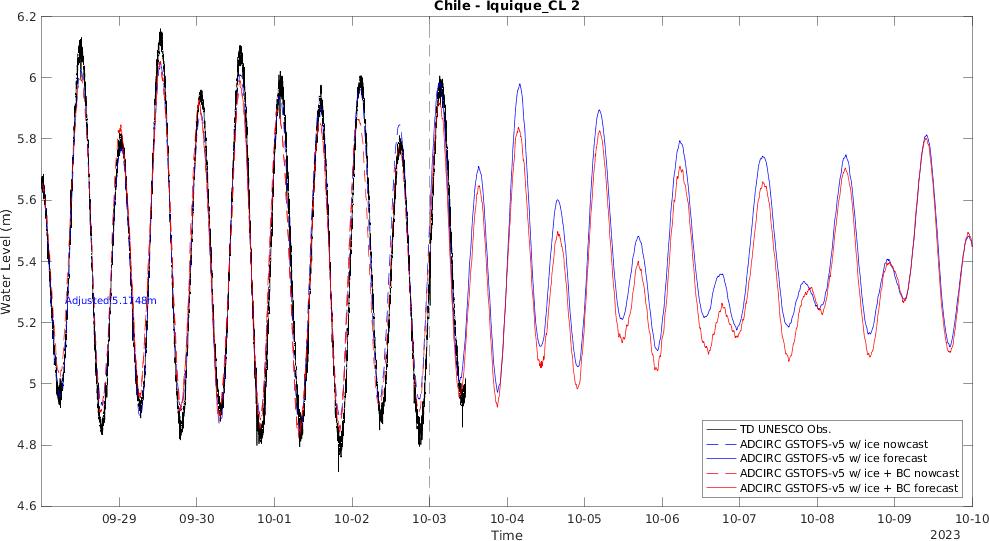 Chile - Iquique_CL 2
6.2
6
5.8
5.6
5.4
5.2
5
4.8
4.6
Water Level (m)
Adjusted 5.1748m
TD UNESCO Obs.
ADCIRC GSTOFS-v5 w/ ice nowcast
ADCIRC GSTOFS-v5 w/ ice forecast
ADCIRC GSTOFS-v5 w/ ice + BC nowcast
ADCIRC GSTOFS-v5 w/ ice + BC forecast
09-29 09-30 10-01 10-02 10-03 10-04 10-05 10-06 10-07 10-08 10-09 10-10
Time
2023